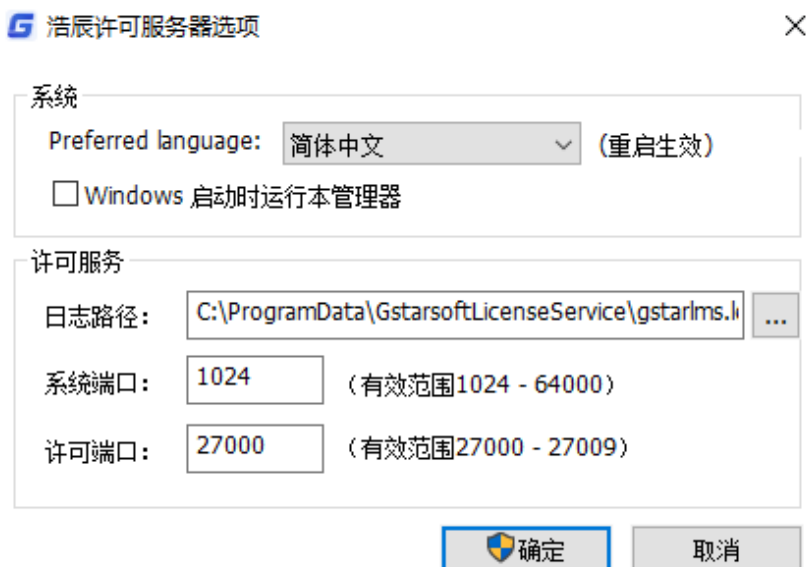 浩辰许可服务器选项
系统
Preferred language: 简体中文 (重启生效)
Windows 启动时运行本管理器
许可服务
日志路径： C:\ProgramData\GstarsoftLicenseService\gstarlms.l ...
系统端口： 1024 （有效范围1024 - 64000）
许可端口： 27000 （有效范围27000 - 27009）
确定 取消